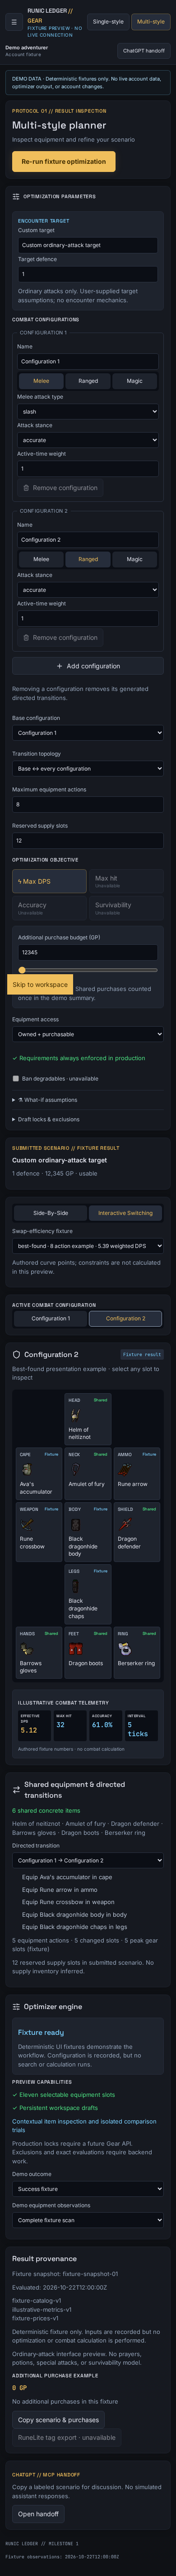 ☰
RUNIC LEDGER //
GEAR
FIXTURE PREVIEW · NO
LIVE CONNECTION
Single-style
Multi-style
Demo adventurer
Account fixture
ChatGPT handoff
DEMO DATA · Deterministic fixtures only. No live account data,
optimizer output, or account changes.
PROTOCOL 01 // RESULT INSPECTION
Multi-style planner
Inspect equipment and refine your scenario
Re-run fixture optimization
OPTIMIZATION PARAMETERS
ENCOUNTER TARGET
Custom target
Custom ordinary-attack target
Target defence
1
Ordinary attacks only. User-supplied target
assumptions; no encounter mechanics.
COMBAT CONFIGURATIONS
CONFIGURATION 1
Name
Configuration 1
Melee
Ranged
Magic
Melee attack type
slash
Attack stance
accurate
Active-time weight
1
Remove configuration
CONFIGURATION 2
Name
Configuration 2
Melee
Ranged
Magic
Attack stance
accurate
Active-time weight
1
Remove configuration
+ Add configuration
Removing a configuration removes its generated
directed transitions.
Base configuration
Configuration 1
Transition topology
Base ↔ every configuration
Maximum equipment actions
8
Reserved supply slots
12
OPTIMIZATION OBJECTIVE
ϟ Max DPS
Max hit
Unavailable
Accuracy
Unavailable
Survivability
Unavailable
Additional purchase budget (GP)
12345
Skip to workspace
Shared purchases counted
once in the demo summary.
Equipment access
Owned + purchasable
✓ Requirements always enforced in production
Ban degradables · unavailable
▸ What-if assumptions
▸ Draft locks & exclusions
SUBMITTED SCENARIO // FIXTURE RESULT
Custom ordinary-attack target
1 defence · 12,345 GP · usable
Side-By-Side
Interactive Switching
Swap-efficiency fixture
best-found · 8 action example · 5.39 weighted DPS
Authored curve points; constraints are not calculated
in this preview.
ACTIVE COMBAT CONFIGURATION
Configuration 1
Configuration 2
Configuration 2
Fixture result
Best-found presentation example · select any slot to
inspect
HEAD
Shared
Helm of
neitiznot
CAPE
Fixture
Ava's
accumulator
NECK
Shared
Amulet of fury
AMMO
Fixture
Rune arrow
WEAPON
Fixture
Rune
crossbow
BODY
Fixture
Black
dragonhide
body
SHIELD
Shared
Dragon
defender
LEGS
Fixture
Black
dragonhide
chaps
HANDS
Shared
Barrows
gloves
FEET
Shared
Dragon boots
RING
Shared
Berserker ring
ILLUSTRATIVE COMBAT TELEMETRY
EFFECTIVE
DPS
5.12
MAX HIT
32
ACCURACY
61.8%
INTERVAL
5
ticks
Authored fixture numbers · no combat calculation
Shared equipment & directed
transitions
6 shared concrete items
Helm of neitiznot · Amulet of fury · Dragon defender ·
Barrows gloves · Dragon boots · Berserker ring
Directed transition
Configuration 1 → Configuration 2
Equip Ava's accumulator in cape
Equip Rune arrow in ammo
Equip Rune crossbow in weapon
Equip Black dragonhide body in body
Equip Black dragonhide chaps in legs
5 equipment actions · 5 changed slots · 5 peak gear
slots (fixture)
12 reserved supply slots in submitted scenario. No
supply inventory inferred.
Optimizer engine
Fixture ready
Deterministic UI fixtures demonstrate the
workflow. Configuration is recorded, but no
search or calculation runs.
PREVIEW CAPABILITIES
✓ Eleven selectable equipment slots
✓ Persistent workspace drafts
Contextual item inspection and isolated comparison
trials
Production locks require a future Gear API.
Exclusions and exact evaluations require backend
work.
Demo outcome
Success fixture
Demo equipment observations
Complete fixture scan
Result provenance
Fixture snapshot: fixture-snapshot-01
Evaluated: 2026-10-22T12:00:00Z
fixture-catalog-v1
illustrative-metrics-v1
fixture-prices-v1
Deterministic fixture only. Inputs are recorded but no
optimization or combat calculation is performed.
Ordinary-attack interface preview. No prayers,
potions, special attacks, or survivability model.
ADDITIONAL PURCHASE EXAMPLE
0 GP
No additional purchases in this fixture
Copy scenario & purchases
RuneLite tag export · unavailable
CHATGPT // MCP HANDOFF
Copy a labeled scenario for discussion. No simulated
assistant responses.
Open handoff
RUNIC LEDGER // MILESTONE 1
Fixture observations: 2026-10-22T12:00:00Z